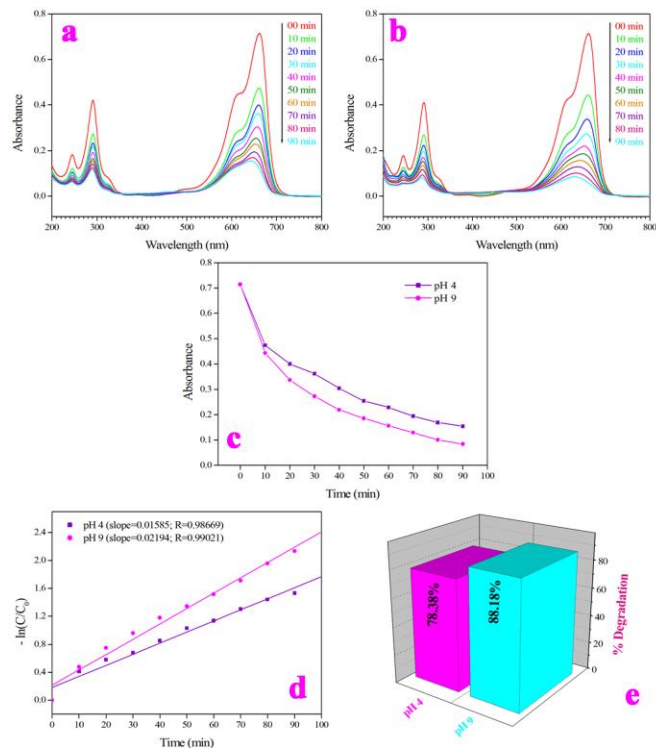 a
00 min
10 min
20 min
30 min
40 min
50 min
60 min
70 min
80 min
90 min
0.8
0.6
0.4
0.2
0.0
Absorbance
200 300 400 500 600 700 800
Wavelength (nm)
b
00 min
10 min
20 min
30 min
40 min
50 min
60 min
70 min
80 min
90 min
0.8
0.6
0.4
0.2
0.0
Absorbance
200 300 400 500 600 700 800
Wavelength (nm)
0.8
0.7
0.6
0.5
0.4
0.3
0.2
0.1
0.0
Absorbance
pH 4
pH 9
c
0 10 20 30 40 50 60 70 80 90 100
Time (min)
pH 4 (slope=0.01585; R=0.98669)
pH 9 (slope=0.02194; R=0.99021)
2.4
2.0
1.6
1.2
0.8
0.4
0.0
- ln(C/C0)
d
0 10 20 30 40 50 60 70 80 90 100
Time (min)
78.38%
88.18%
80
60
40
20
0
% Degradation
pH 4
pH 9
e